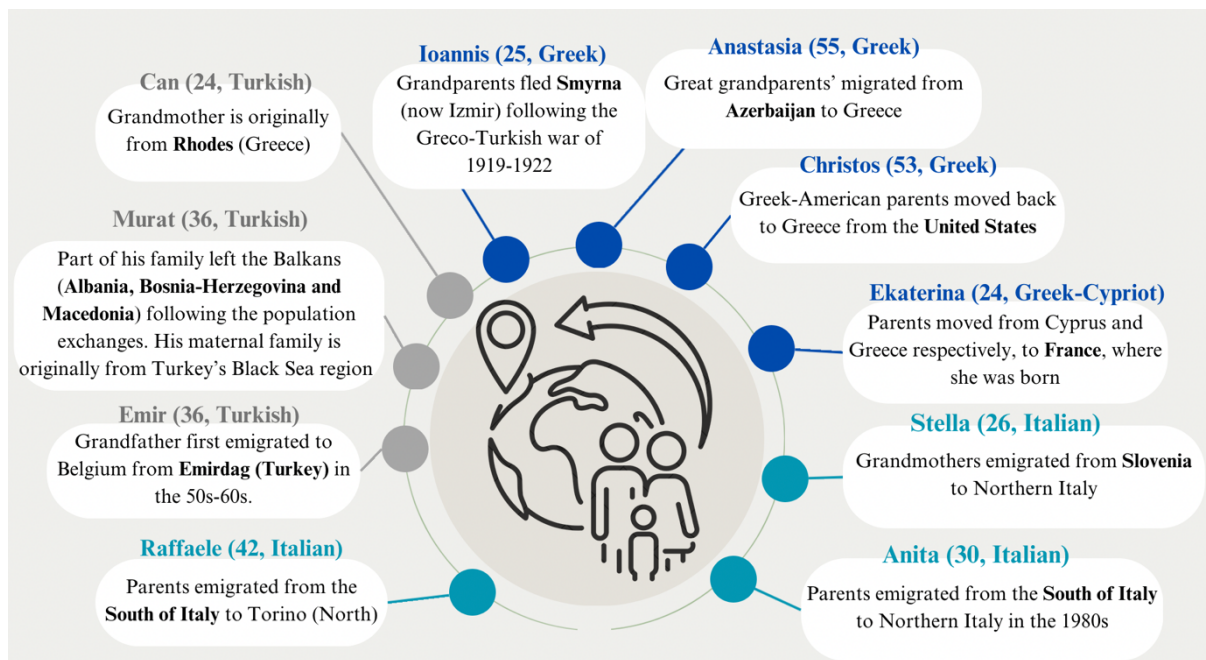 Can (24, Turkish)
Grandmother is originally
from Rhodes (Greece)
Murat (36, Turkish)
Part of his family left the Balkans
(Albania, Bosnia-Herzegovina and
Macedonia) following the population
exchanges. His maternal family is
originally from Turkey's Black Sea region
Emir (36, Turkish)
Grandfather first emigrated to
Belgium from Emirdag (Turkey) in
the 50s-60s.
Raffaele (42, Italian)
Parents emigrated from the
South of Italy to Torino (North)
Ioannis (25, Greek)
Grandparents fled Smyrna
(now Izmir) following the
Greco-Turkish war of
1919-1922
Anastasia (55, Greek)
Great grandparents' migrated from
Azerbaijan to Greece
Christos (53, Greek)
Greek-American parents moved back
to Greece from the United States
Ekaterina (24, Greek-Cypriot)
Parents moved from Cyprus and
Greece respectively, to France, where
she was born
Stella (26, Italian)
Grandmothers emigrated from Slovenia
to Northern Italy
Anita (30, Italian)
Parents emigrated from the South of Italy
to Northern Italy in the 1980s